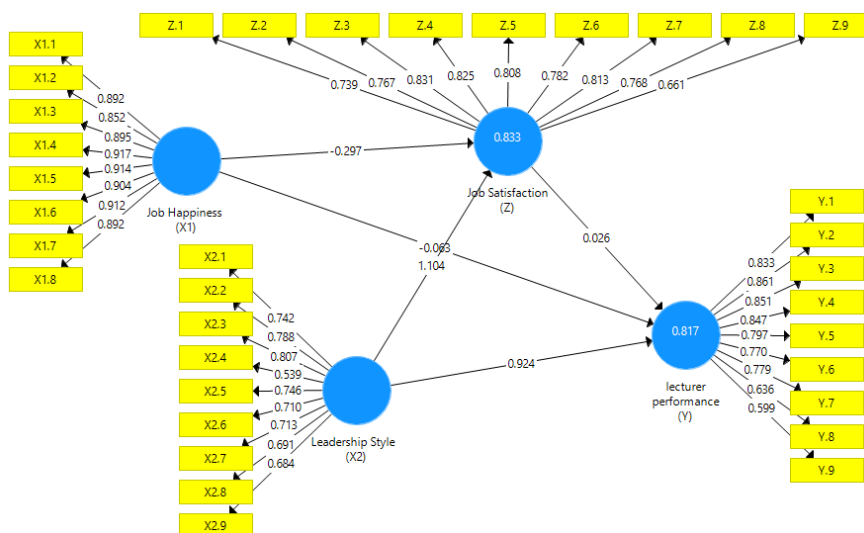 Z.1
Z.2
Z.3
Z.4
Z.5
Z.6
Z.7
Z.8
Z.9
0.739
0.767
0.831
0.825
0.808
0.782
0.813
0.768
0.661
X1.1
X1.2
X1.3
X1.4
X1.5
X1.6
X1.7
X1.8
0.892
0.852
0.895
0.917
0.914
0.904
0.912
0.892
Job Happiness
(X1)
-0.297
0.833
Job Satisfaction
(Z)
-0.063
1.104
0.026
X2.1
X2.2
X2.3
X2.4
X2.5
X2.6
X2.7
X2.8
X2.9
0.742
0.788
0.807
0.539
0.746
0.710
0.713
0.691
0.684
Leadership Style
(X2)
0.924
0.817
lecturer
performance
(Y)
0.833
0.861
0.851
0.847
0.797
0.770
0.779
0.636
0.599
Y.1
Y.2
Y.3
Y.4
Y.5
Y.6
Y.7
Y.8
Y.9